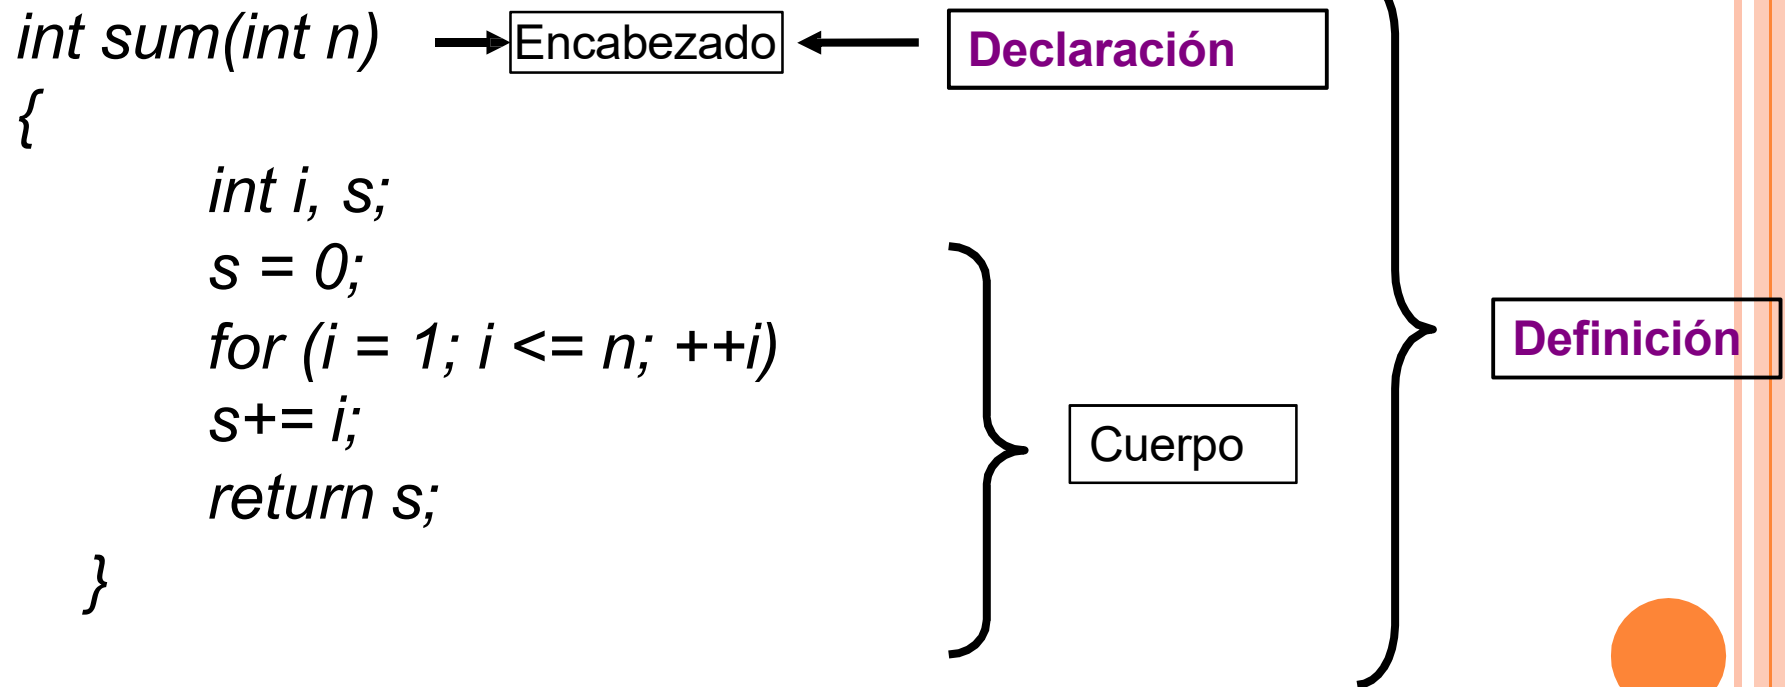 int sum(int n) Encabezado Declaración
{
int i, s;
s = 0;
for (i = 1; i <= n; ++i)
s+= i;
return s;
}
Cuerpo
Definición